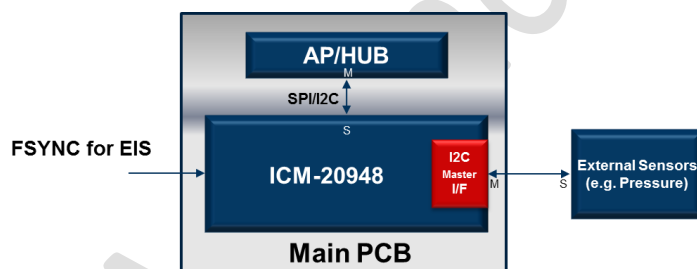 AP/HUB
M
SPI/I2C
S
FSYNC for EIS
ICM-20948
I2C
Master
I/F
M
S
External Sensors
(e.g. Pressure)
Main PCB